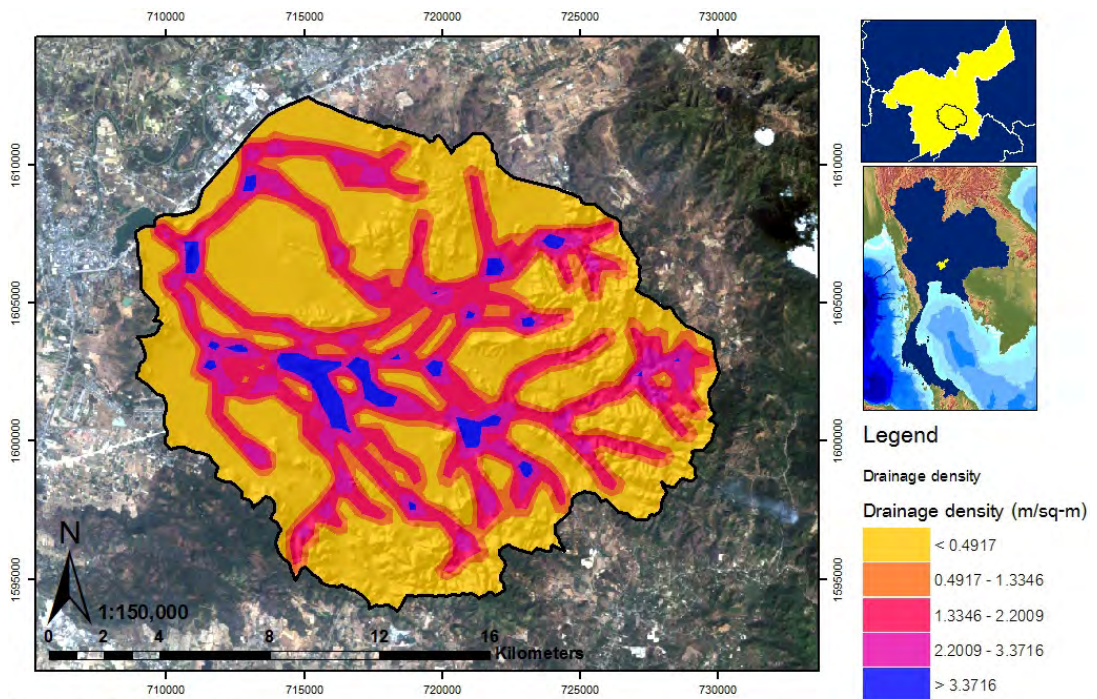 710000 715000 720000 725000 730000
1610000 1610000
1605000 1605000
1600000 1600000
1595000 1595000
N
1:150,000
0 2 4 8 12 16
Kilometers
710000 715000 720000 725000 730000
Legend
Drainage density
Drainage density (m/sq-m)
< 0.4917
0.4917 - 1.3346
1.3346 - 2.2009
2.2009 - 3.3716
> 3.3716